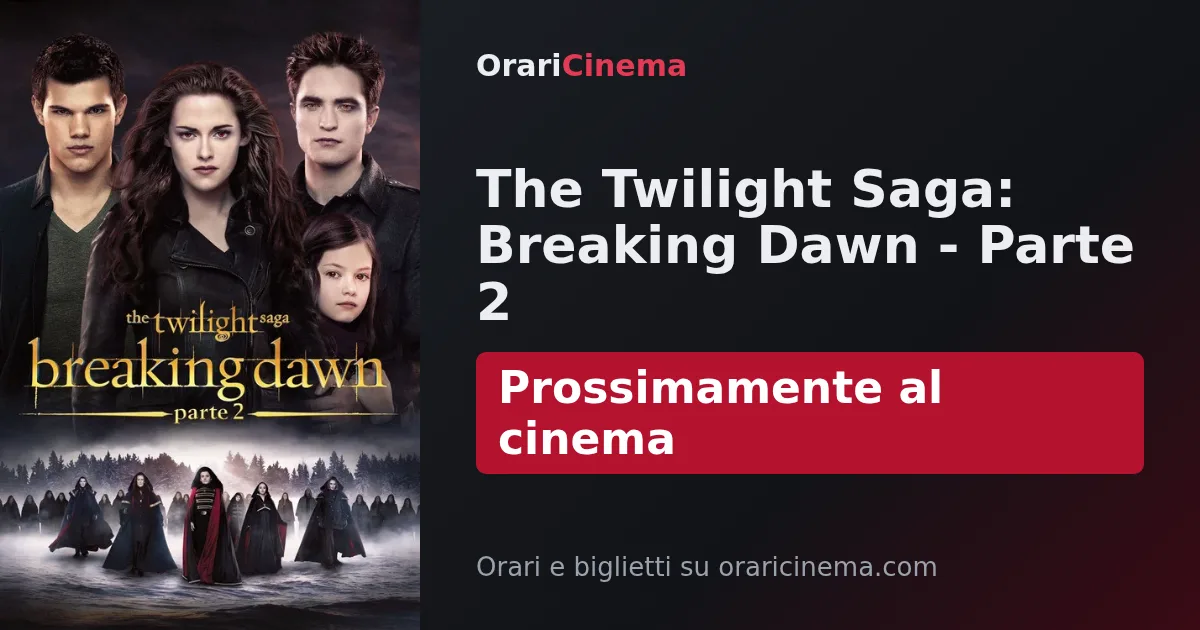 the twilight saga
breaking dawn
parte 2
OrariCinema
The Twilight Saga:
Breaking Dawn - Parte
2
Prossimamente al
cinema
Orari e biglietti su oraricinema.com